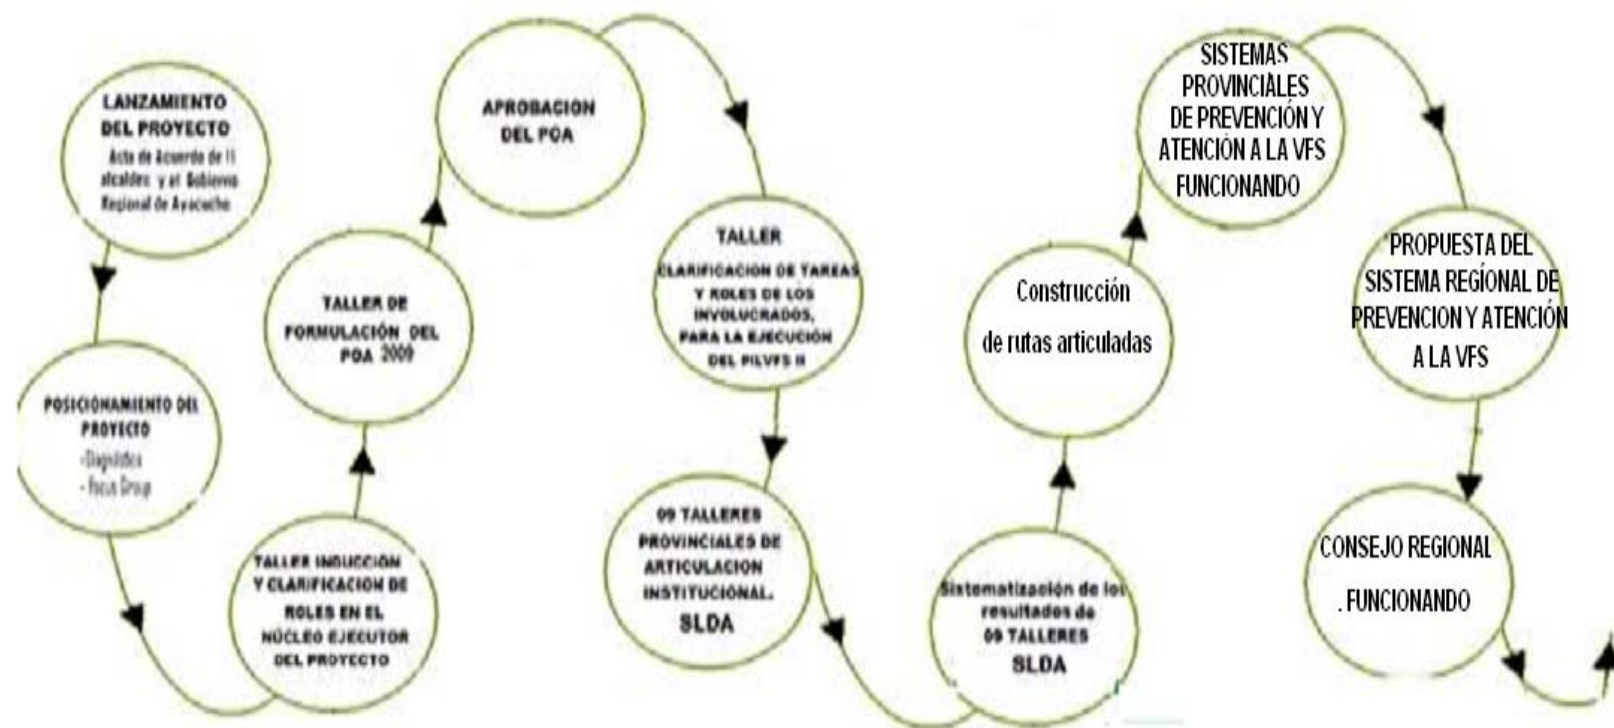 LANZAMIENTO
DEL PROYECTO
Acta de Acuerdo de 11
alcaldes y el Gobierno
Regional de Ayacucho
POSICIONAMIENTO DEL
PROYECTO
-Diagnóstico
- Focus Group
TALLER INDUCCIÓN
Y CLARIFICACION DE
ROLES EN EL
NÚCLEO EJECUTOR
DEL PROYECTO
TALLER DE
FORMULACIÓN DEL
POA 2009
APROBACION
DEL POA
TALLER
CLARIFICACION DE TAREAS
Y ROLES DE LOS
INVOLUCRADOS,
PARA LA EJECUCIÓN
DEL PILVFS II
09 TALLERES
PROVINCIALES DE
ARTICULACION
INSTITUCIONAL.
SLDA
Sistematización de los
resultados de
09 TALLERES
SLDA
Construcción
de rutas articuladas
SISTEMAS
PROVINCIALES
DE PREVENCIÓN Y
ATENCIÓN A LA VFS
FUNCIONANDO
PROPUESTA DEL
SISTEMA REGIONAL DE
PREVENCION Y ATENCIÓN
A LA VFS
CONSEJO REGIONAL
. FUNCIONANDO